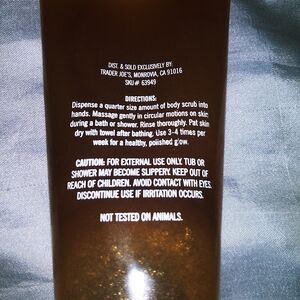 DIST. & SOLD EXCLUSIVELY BY:
TRADER JOE'S, MONROVIA, CA 91016
SKU# 63949
DIRECTIONS:
Dispense a quarter size amount of body scrub into
hands. Massage gently in circular motions on skin
during a bath or shower. Rinse thoroughly. Pat skin
dry with towel after bathing. Use 3-4 times per
week for a healthy, polished glow.
CAUTION: FOR EXTERNAL USE ONLY. TUB OR
SHOWER MAY BECOME SLIPPERY. KEEP OUT OF
REACH OF CHILDREN. AVOID CONTACT WITH EYES.
DISCONTINUE USE IF IRRITATION OCCURS.
NOT TESTED ON ANIMALS.